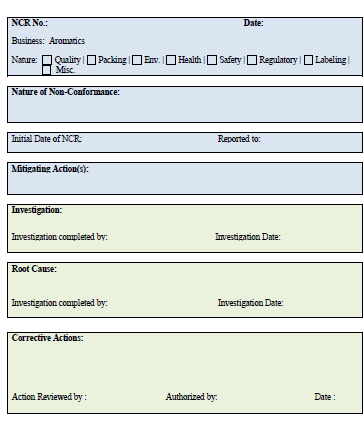 NCR No.: Date:
Business: Aromatics
Nature: Quality | Packing | Env. | Health | Safety | Regulatory | Labeling |
Misc.
Nature of Non-Conformance:
Initial Date of NCR: Reported to:
Mitigating Action(s):
Investigation:
Investigation completed by: Investigation Date:
Root Cause:
Investigation completed by: Investigation Date:
Corrective Actions:
Action Reviewed by : Authorized by: Date :